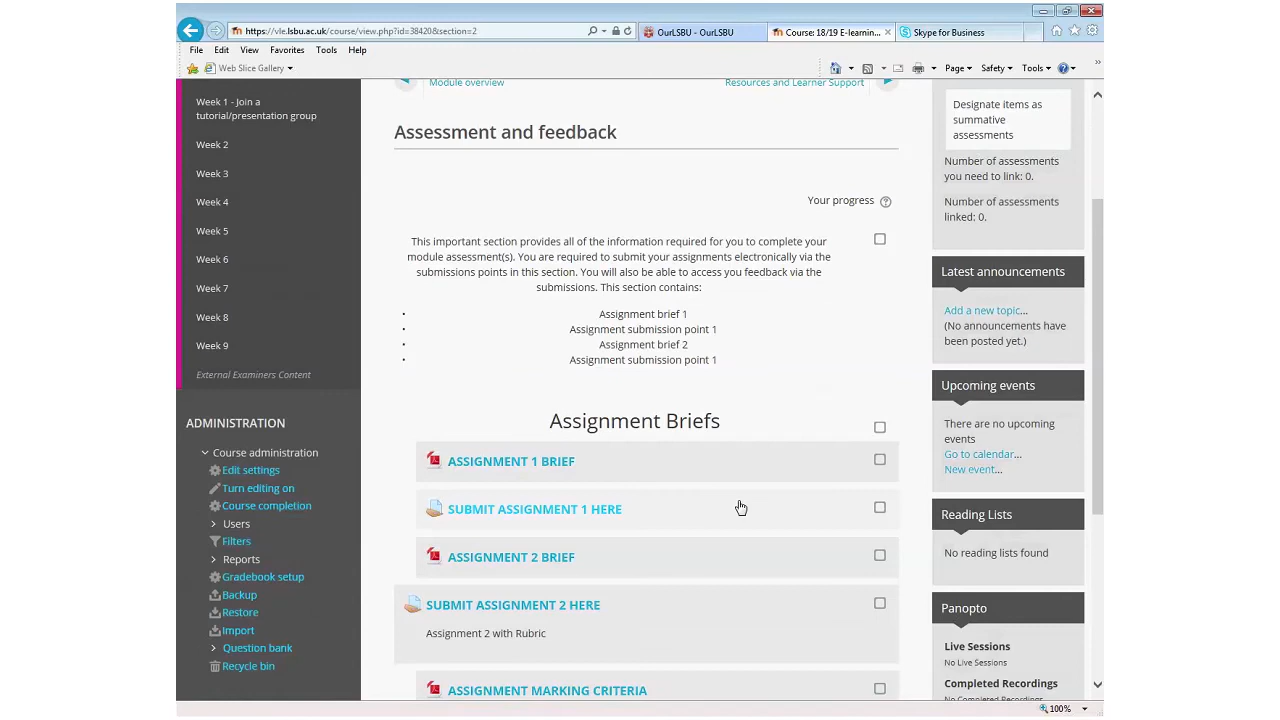 https://vle.lsbu.ac.uk/course/view.php?id=38420&section=2
OurLSBU - OurLSBU
Course: 18/19 E-learnin...
Skype for Business
File Edit View Favorites Tools Help
Web Slice Gallery
Page Safety Tools
Module overview
Resources and Learner Support
Week 1 - Join a
tutorial/presentation group
Week 2
Week 3
Week 4
Week 5
Week 6
Week 7
Week 8
Week 9
External Examiners Content
ADMINISTRATION
Course administration
Edit settings
Turn editing on
Course completion
Users
Filters
Reports
Gradebook setup
Backup
Restore
Import
Question bank
Recycle bin
Assessment and feedback
Your progress
This important section provides all of the information required for you to complete your
module assessment(s). You are required to submit your assignments electronically via the
submissions points in this section. You will also be able to access you feedback via the
submissions. This section contains:
• Assignment brief 1
• Assignment submission point 1
• Assignment brief 2
• Assignment submission point 1
Assignment Briefs
ASSIGNMENT 1 BRIEF
SUBMIT ASSIGNMENT 1 HERE
ASSIGNMENT 2 BRIEF
SUBMIT ASSIGNMENT 2 HERE
Assignment 2 with Rubric
ASSIGNMENT MARKING CRITERIA
Designate items as
summative
assessments
Number of assessments
you need to link: 0.
Number of assessments
linked: 0.
Latest announcements
Add a new topic...
(No announcements have
been posted yet.)
Upcoming events
There are no upcoming
events
Go to calendar...
New event...
Reading Lists
No reading lists found
Panopto
Live Sessions
No Live Sessions
Completed Recordings
No Completed Recordings
100%